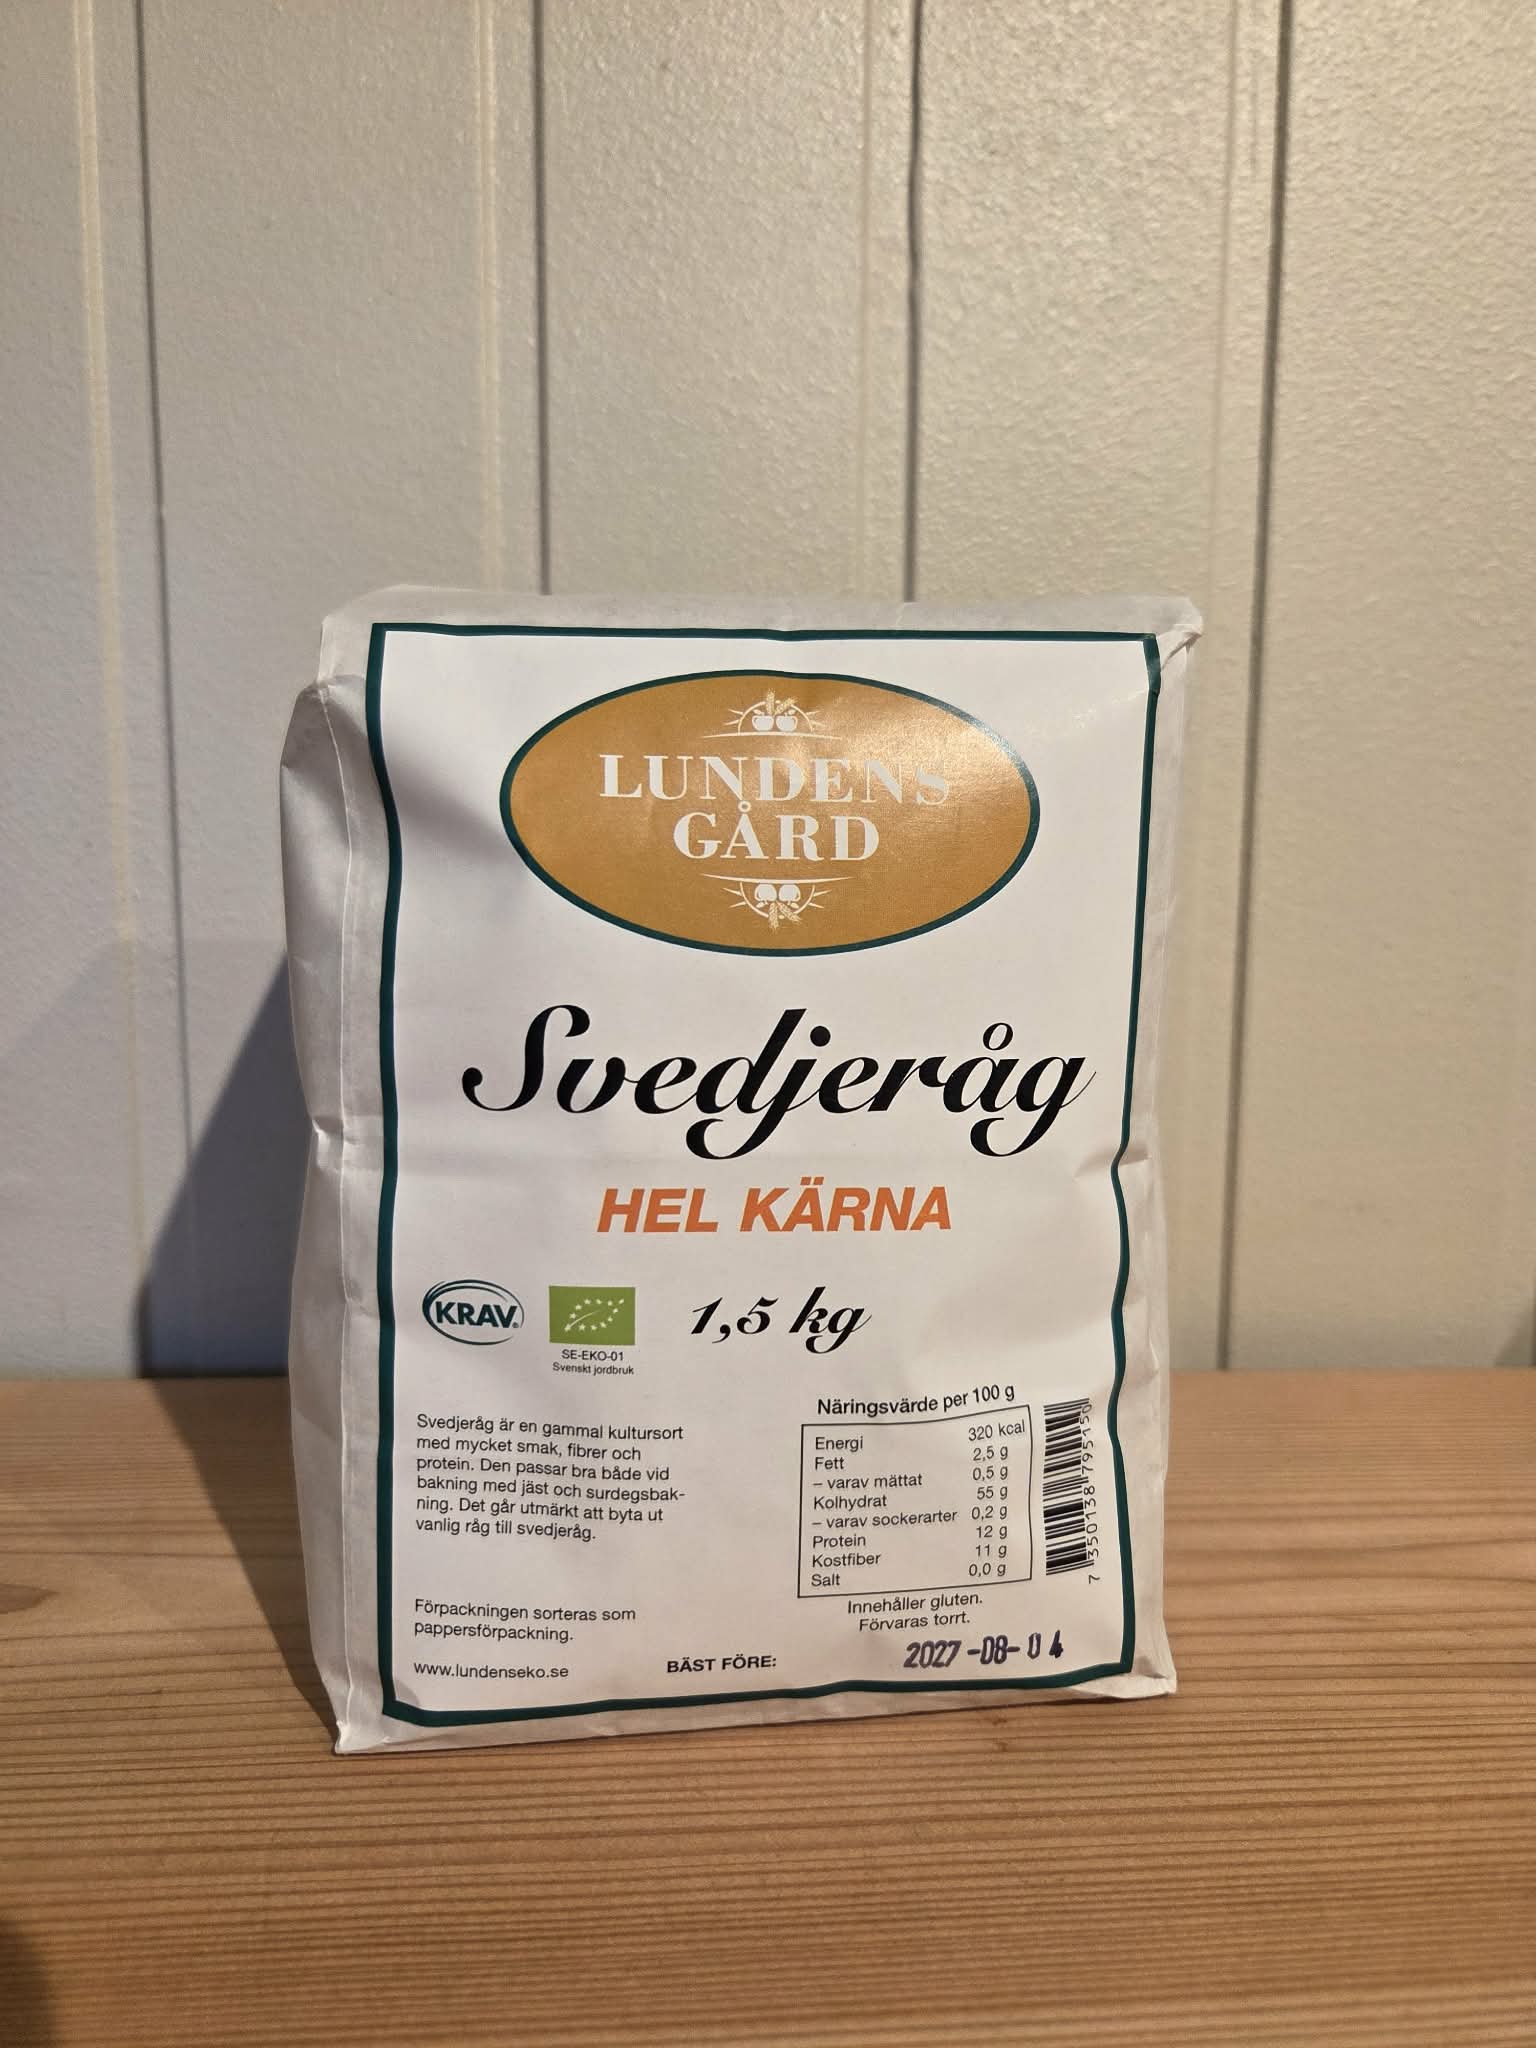 LUNDENS
GÅRD
Svedjeråg
HEL KÄRNA
KRAV®
SE-EKO-01
Svenskt jordbruk
1,5 kg
Svedjeråg är en gammal kultursort
med mycket smak, fibrer och
protein. Den passar bra både vid
bakning med jäst och surdegsbak-
ning. Det går utmärkt att byta ut
vanlig råg till svedjeråg.
Förpackningen sorteras som
pappersförpackning.
www.lundenseko.se
Näringsvärde per 100 g
Energi 320 kcal
Fett 2,5 g
– varav mättat 0,5 g
Kolhydrat 55 g
– varav sockerarter 0,2 g
Protein 12 g
Kostfiber 11 g
Salt 0,0 g
Innehåller gluten.
Förvaras torrt.
BÄST FÖRE: 2027-08-04
7 350138 795150